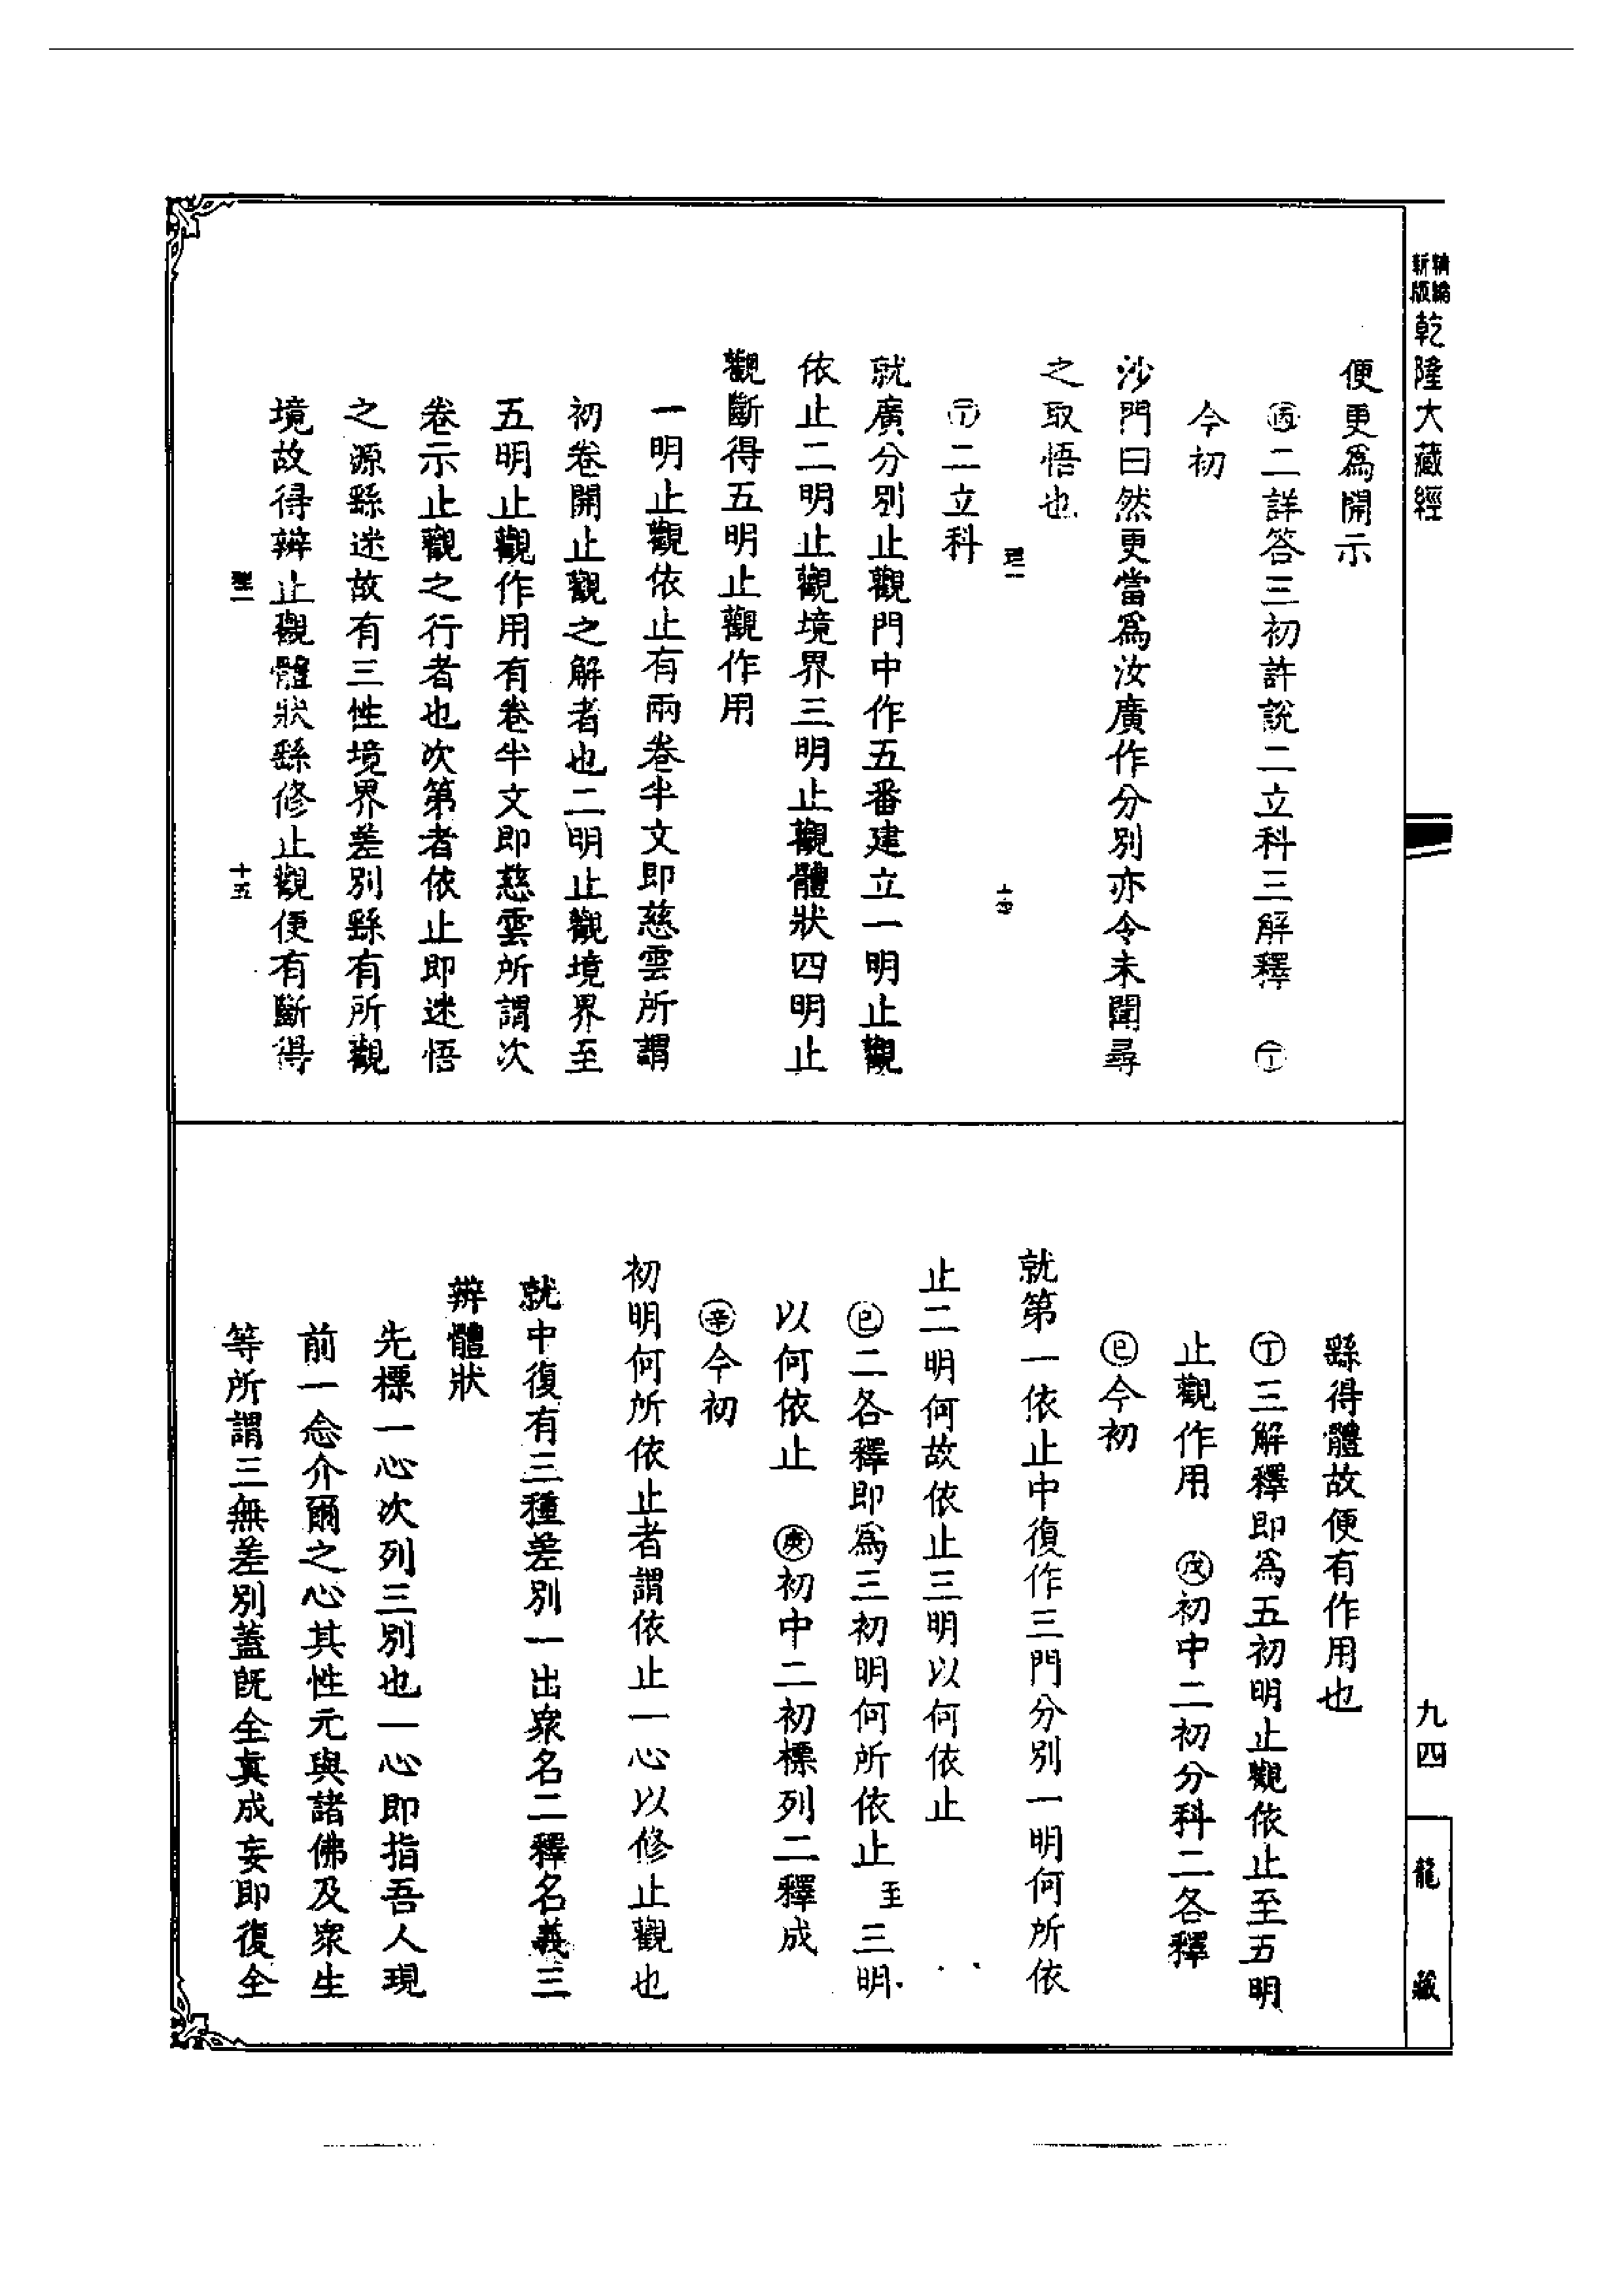 精縮新版乾隆大藏經
便更為開示
㊅二詳答三初許說二立科三解釋　㊀
今初
沙門曰然更當為汝廣作分別亦令未聞尋
之取悟也
十四
二立科
就廣分別止觀門中作五番建立一明止觀
依止二明止觀境界三明止觀體狀四明止
觀斷得五明止觀作用
一明止觀依止有兩卷半文即慈雲所謂
初卷開止觀之解者也二明止觀境界至
五明止觀作用有卷半文即慈雲所謂次
卷示止觀之行者也次第者依止即迷悟
之源繇迷故有三性境界差別繇有所觀
境故得辨止觀體狀繇修止觀便有斷得
十五
繇得體故便有作用也
㊀三解釋即為五初明止觀依止至五明
止觀作用　㊀初中二初分科二各釋
㊀今初
就第一依止中復作三門分別一明何所依
止二明何故依止三明以何依止
㊀二各釋即為三初明何所依止至三明
以何依止　㊀初中二初標列二釋成
㊀今初
初明何所依止者謂依止一心以修止觀也
就中復有三種差別一出眾名二釋名義三
辨體狀
先標一心次列三別也一心即指吾人現
前一念介爾之心其性元與諸佛及眾生
等所謂三無差別蓋既全真成妄即復全
九四
龍藏